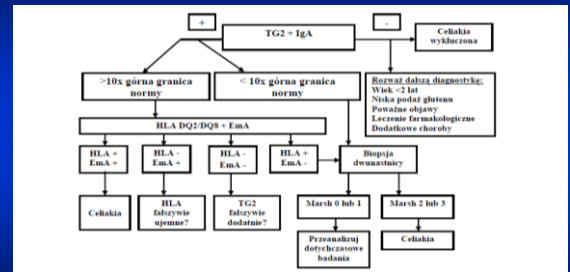 +
-
TG2 + IgA
Celiakia
wykluczona
>10x górna granica
normy
< 10x górna granica
normy
Rozważ dalszą diagnostykę:
Wiek <2 lat
Niska podaż glutenu
Poważne objawy
Leczenie farmakologiczne
Dodatkowe choroby
HLA DQ2/DQ8 + EmA
HLA +
EmA +
HLA -
EmA +
HLA -
EmA -
HLA +
EmA -
Biopsja
dwunastnicy
Celiakia
HLA
fałszywie
ujemne?
TG2
fałszywie
dodatnie?
Marsh 0 lub 1
Marsh 2 lub 3
Przeanalizuj
dotychczasowe
badania
Celiakia